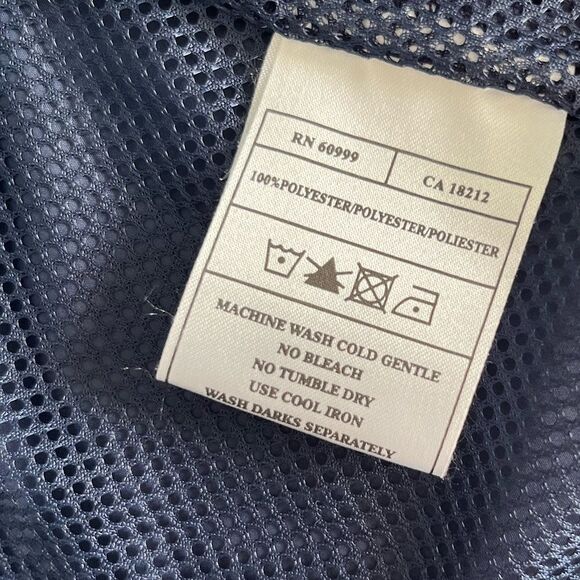 RN 60999
CA 18212
100%POLYESTER/POLYESTER/POLIESTER
MACHINE WASH COLD GENTLE
NO BLEACH
NO TUMBLE DRY
USE COOL IRON
WASH DARKS SEPARATELY